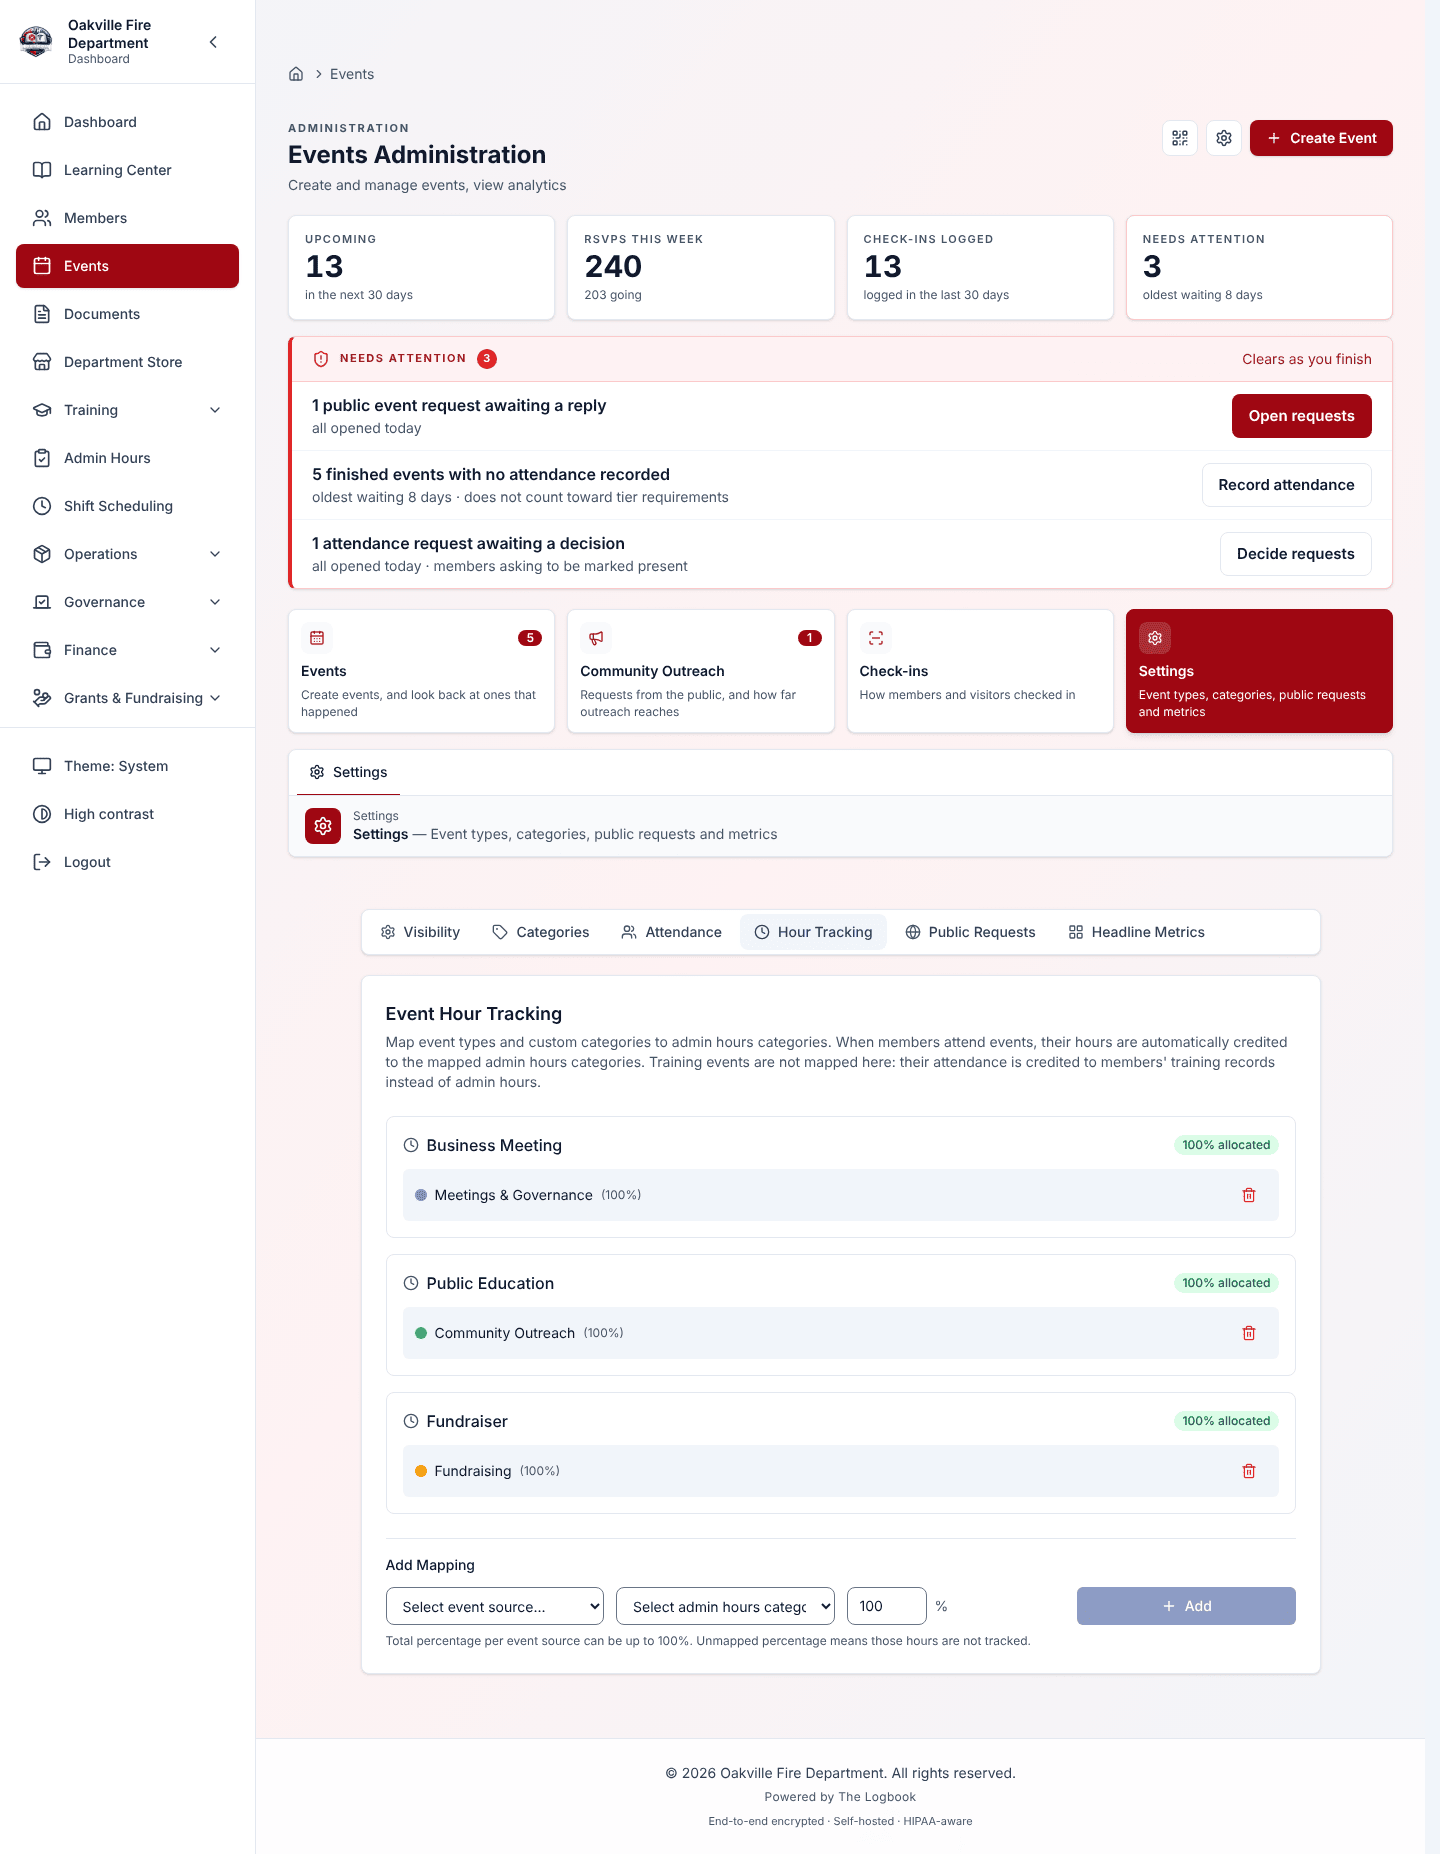 Oakville Fire
Department
Dashboard
Dashboard
Learning Center
Members
Events
Documents
Department Store
Training
Admin Hours
Shift Scheduling
Operations
Governance
Finance
Grants & Fundraising
Theme: System
High contrast
Logout
Events
ADMINISTRATION
Events Administration
Create and manage events, view analytics
Create Event
UPCOMING
13
in the next 30 days
RSVPS THIS WEEK
240
203 going
CHECK-INS LOGGED
13
logged in the last 30 days
NEEDS ATTENTION
3
oldest waiting 8 days
NEEDS ATTENTION 3
Clears as you finish
1 public event request awaiting a reply
all opened today
Open requests
5 finished events with no attendance recorded
oldest waiting 8 days · does not count toward tier requirements
Record attendance
1 attendance request awaiting a decision
all opened today · members asking to be marked present
Decide requests
5
Events
Create events, and look back at ones that
happened
1
Community Outreach
Requests from the public, and how far
outreach reaches
Check-ins
How members and visitors checked in
Settings
Event types, categories, public requests
and metrics
Settings
Settings
Settings — Event types, categories, public requests and metrics
Visibility
Categories
Attendance
Hour Tracking
Public Requests
Headline Metrics
Event Hour Tracking
Map event types and custom categories to admin hours categories. When members attend events, their hours are automatically credited
to the mapped admin hours categories. Training events are not mapped here: their attendance is credited to members' training records
instead of admin hours.
Business Meeting
100% allocated
Meetings & Governance (100%)
Public Education
100% allocated
Community Outreach (100%)
Fundraiser
100% allocated
Fundraising (100%)
Add Mapping
Select event source...
Select admin hours catego
100
%
Add
Total percentage per event source can be up to 100%. Unmapped percentage means those hours are not tracked.
© 2026 Oakville Fire Department. All rights reserved.
Powered by The Logbook
End-to-end encrypted · Self-hosted · HIPAA-aware